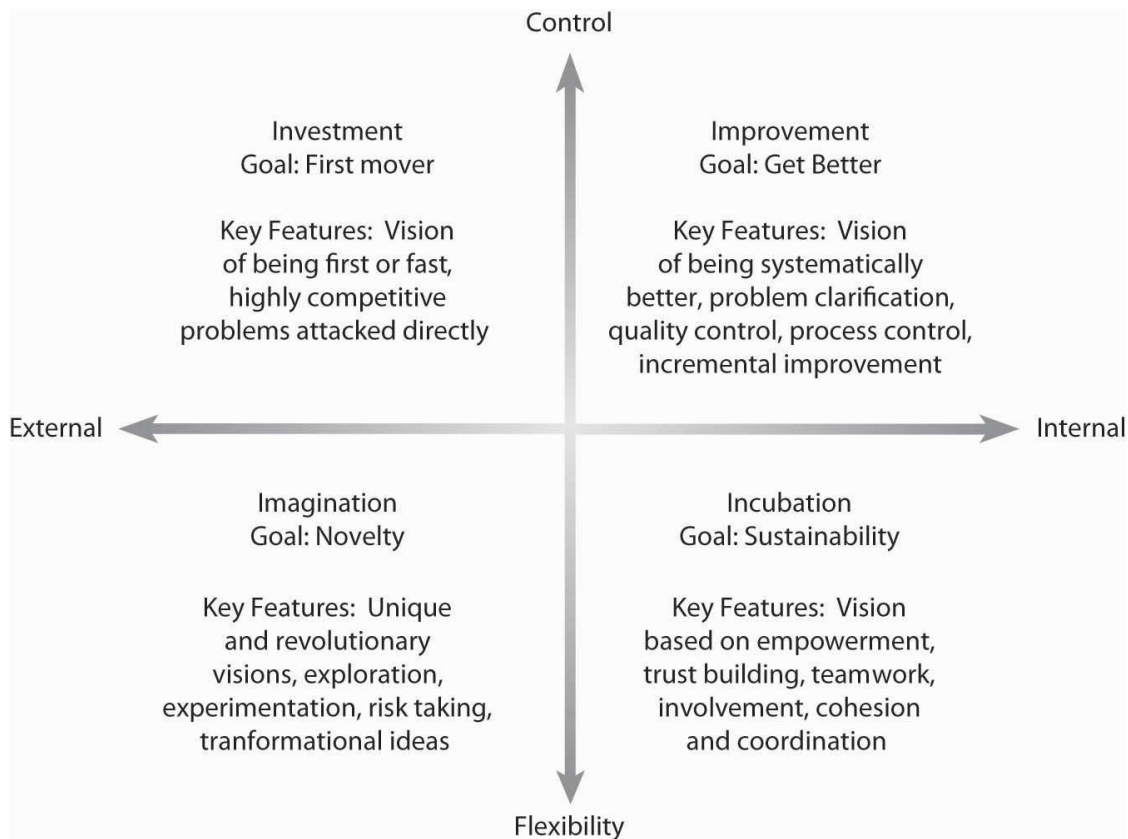 Control
Investment
Goal: First mover
Key Features:  Vision
of being first or fast,
highly competitive
problems attacked directly
Improvement
Goal: Get Better
Key Features:  Vision
of being systematically
better, problem clarification,
quality control, process control,
incremental improvement
External
Internal
Imagination
Goal: Novelty
Key Features:  Unique
and revolutionary
visions, exploration,
experimentation, risk taking,
tranformational ideas
Incubation
Goal: Sustainability
Key Features:  Vision
based on empowerment,
trust building, teamwork,
involvement, cohesion
and coordination
Flexibility